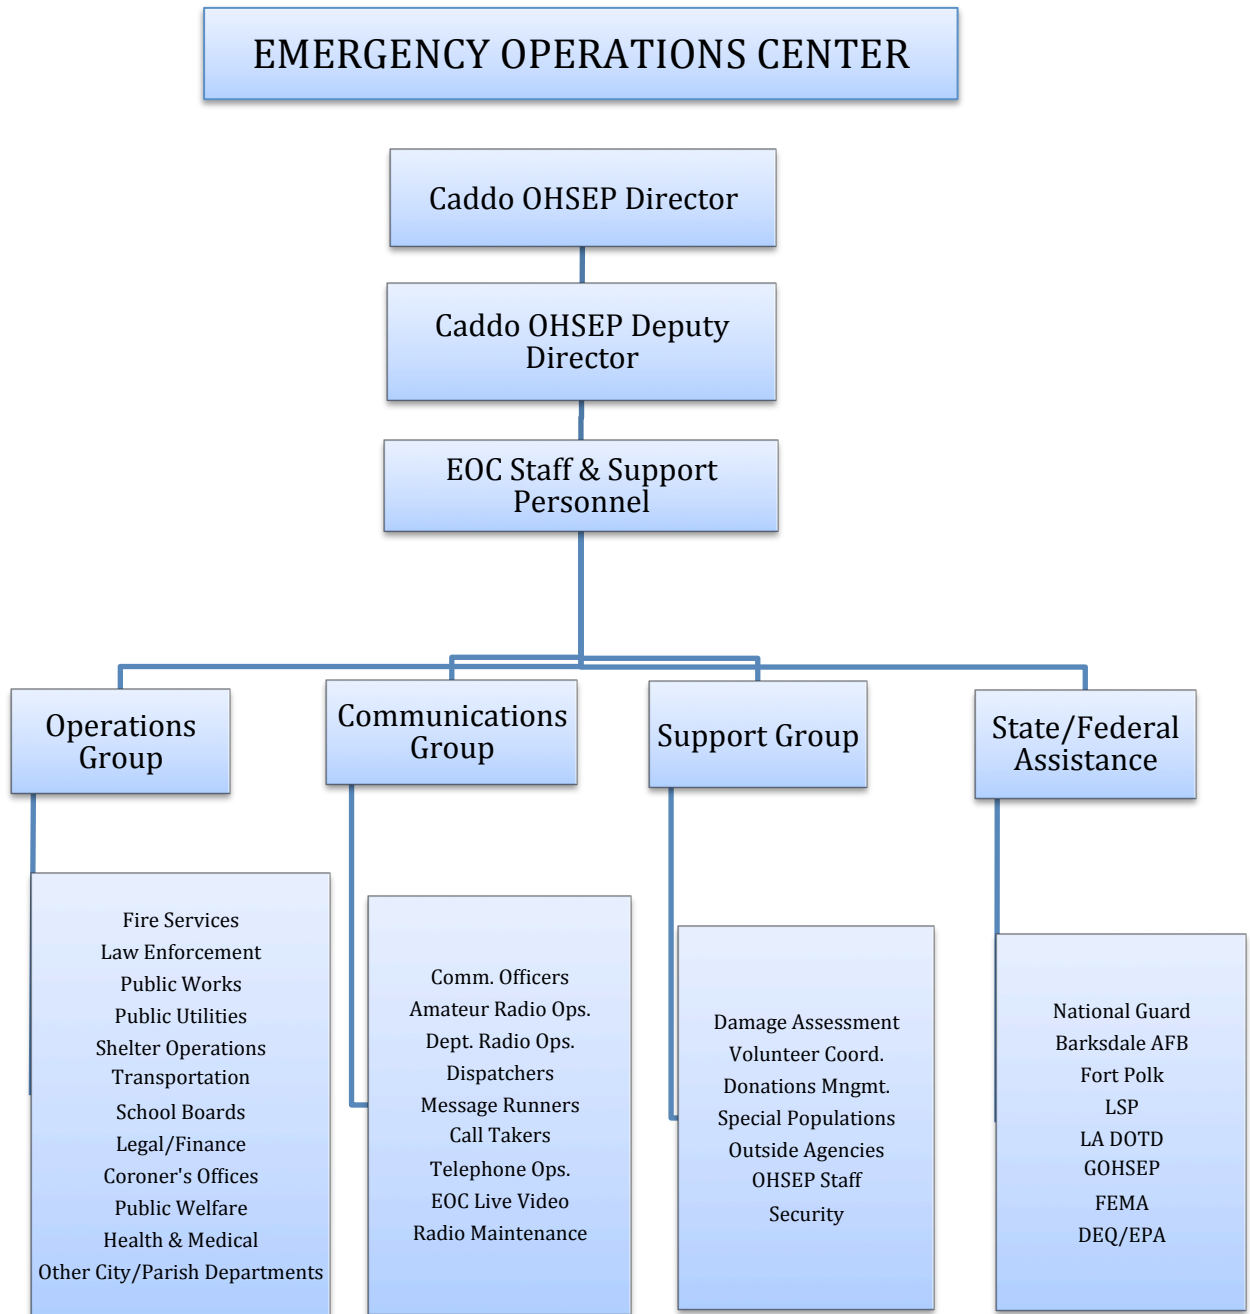 EMERGENCY OPERATIONS CENTER
Caddo OHSEP Director
Caddo OHSEP Deputy
Director
EOC Staff & Support
Personnel
Operations
Group
Communications
Group
Support Group
State/Federal
Assistance
Fire Services
Law Enforcement
Public Works
Public Utilities
Shelter Operations
Transportation
School Boards
Legal/Finance
Coroner's Offices
Public Welfare
Health & Medical
Other City/Parish Departments
Comm. Officers
Amateur Radio Ops.
Dept. Radio Ops.
Dispatchers
Message Runners
Call Takers
Telephone Ops.
EOC Live Video
Radio Maintenance
Damage Assessment
Volunteer Coord.
Donations Mngmt.
Special Populations
Outside Agencies
OHSEP Staff
Security
National Guard
Barksdale AFB
Fort Polk
LSP
LA DOTD
GOHSEP
FEMA
DEQ/EPA